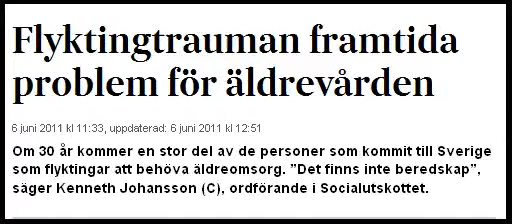 Flyktingtrauman framtida
problem för äldrevården
6 juni 2011 kl 11:33, uppdaterad: 6 juni 2011 kl 12:51
Om 30 år kommer en stor del av de personer som kommit till Sverige
som flyktingar att behöva äldreomsorg. ”Det finns inte beredskap”,
säger Kenneth Johansson (C), ordförande i Socialutskottet.